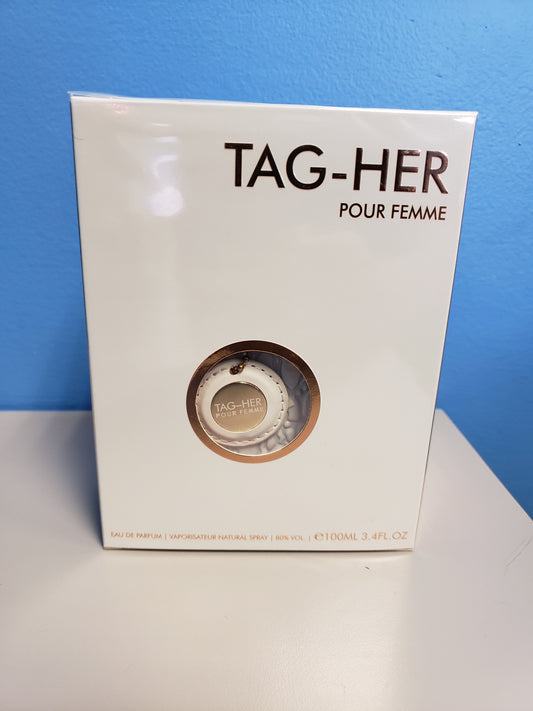 TAG-HER
POUR FEMME
TAG-HER
POUR FEMME
EAU DE PARFUM | VAPORISATEUR NATURAL SPRAY | 80% VOL. | ℮100ML 3.4FL.OZ